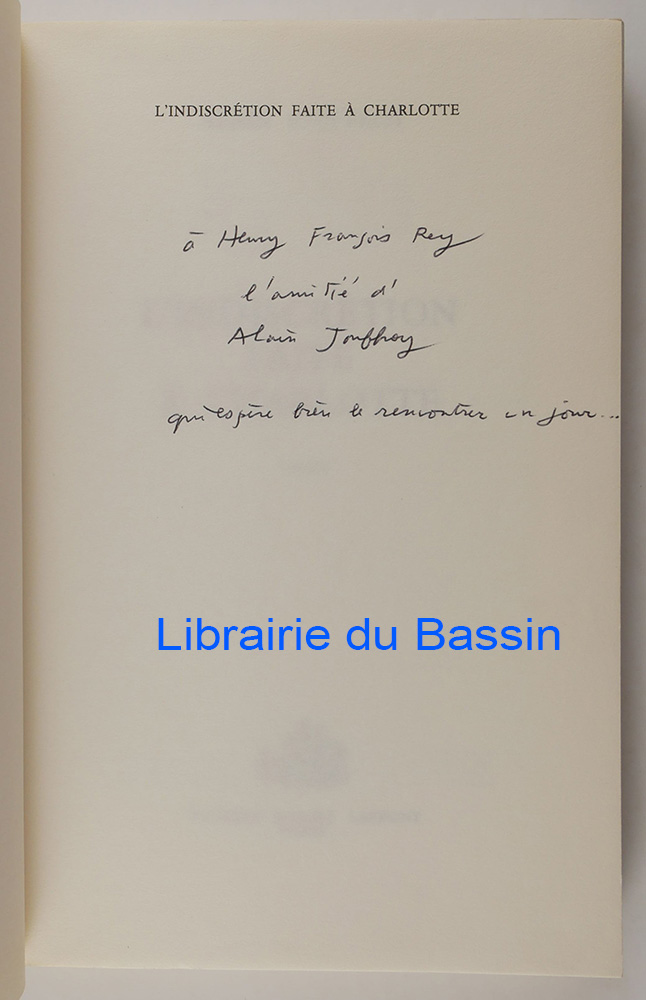 L'INDISCRÉTION FAITE À CHARLOTTE
à Henry François Rey
l'amitié d'
Alain Jouffroy
qui espère bien le rencontrer un jour...
Librairie du Bassin